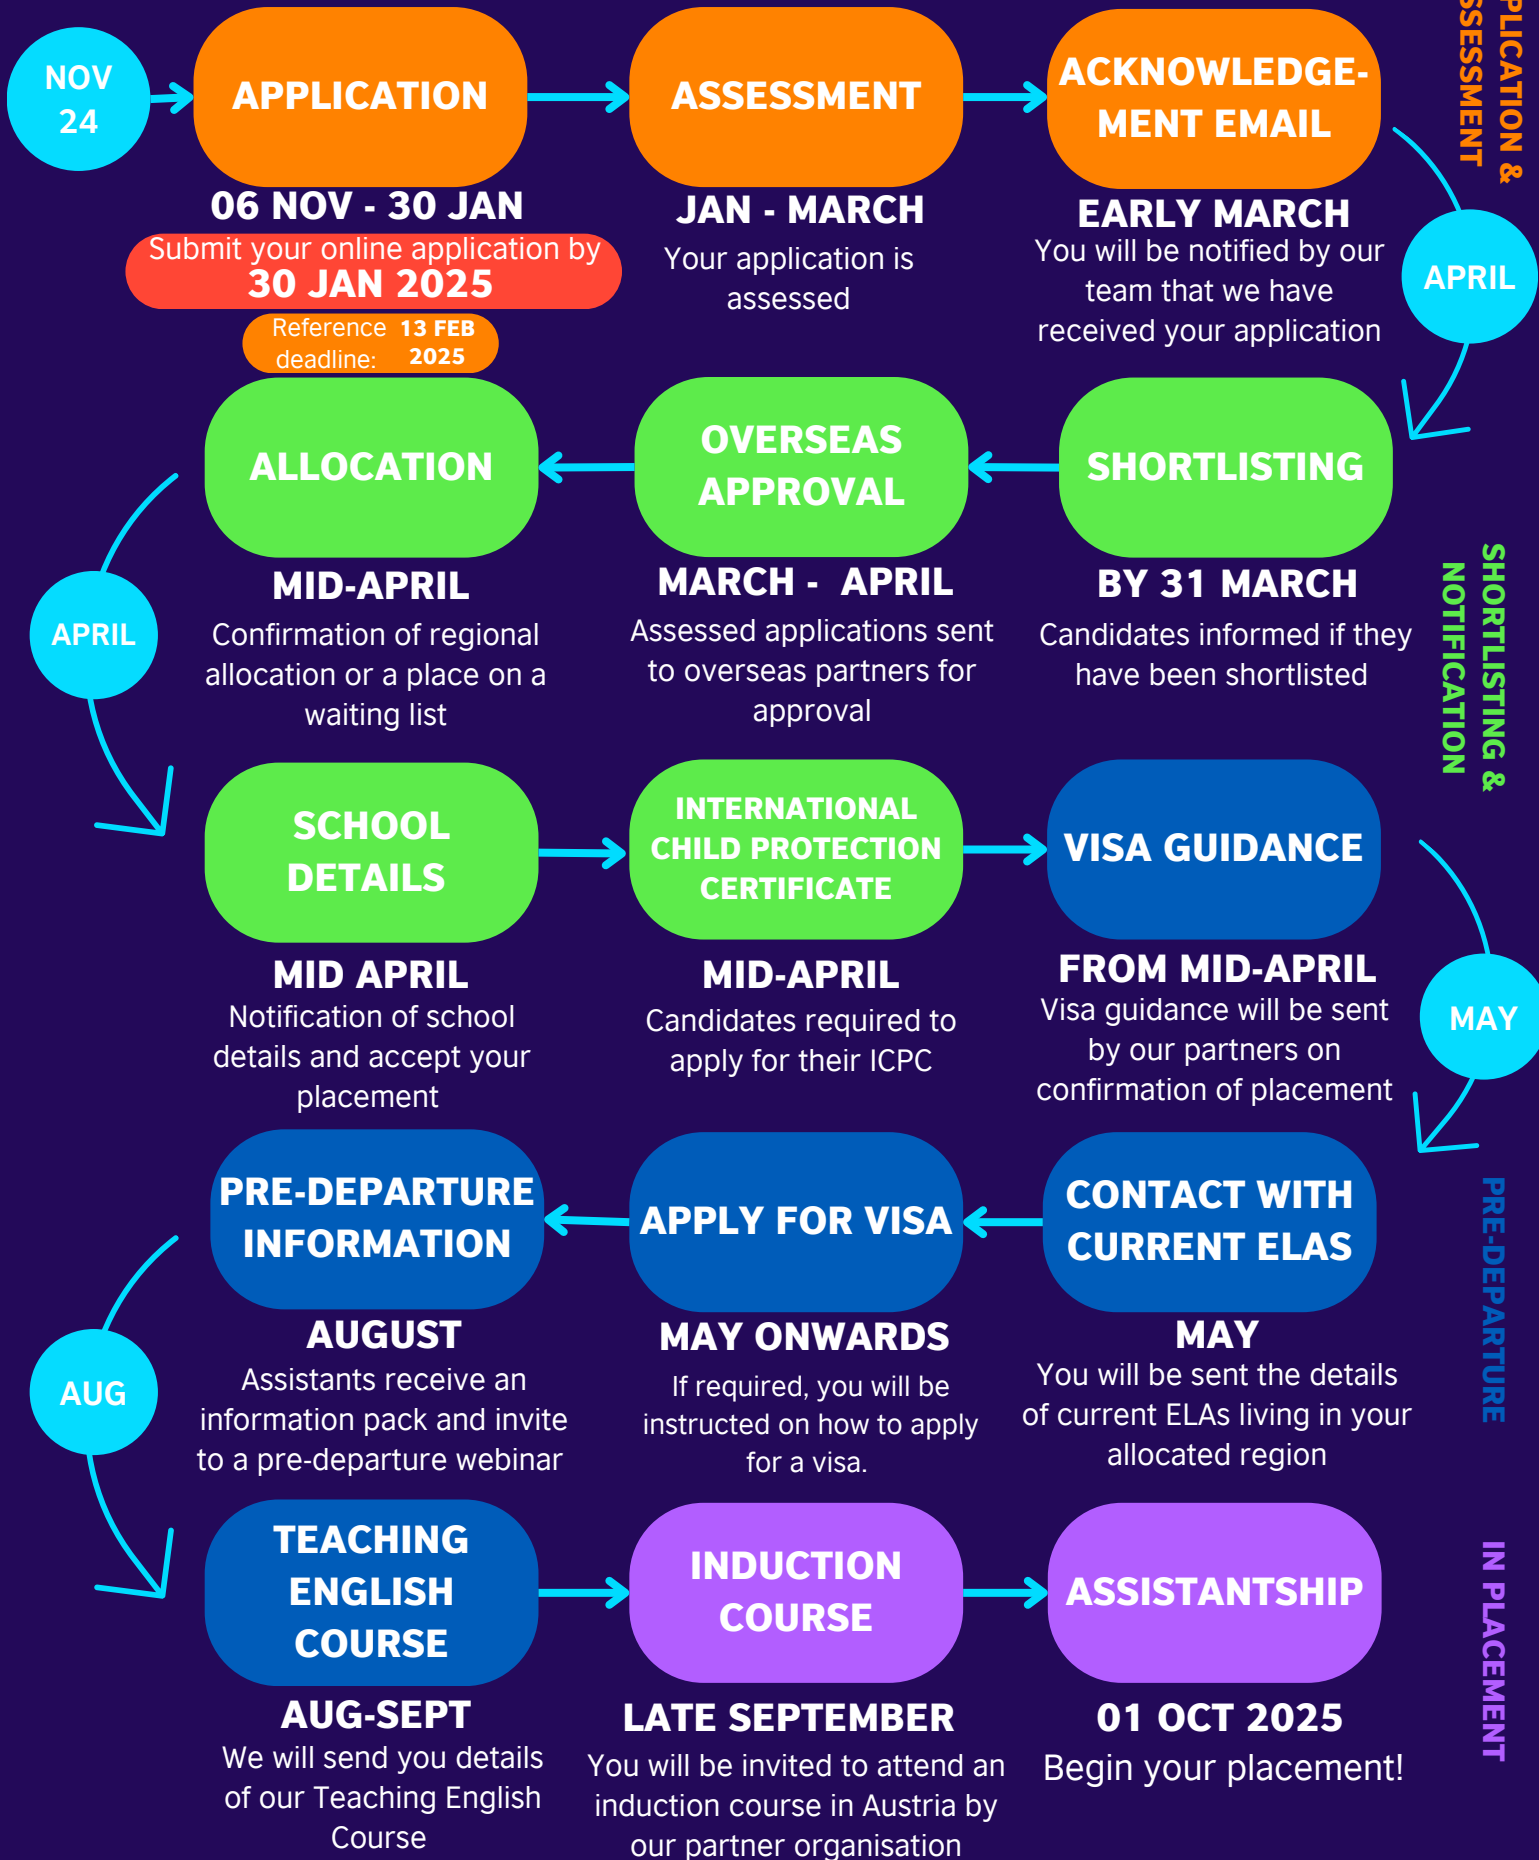 NOV
24
APPLICATION
06 NOV - 30 JAN
Submit your online application by
30 JAN 2025
Reference
deadline:
13 FEB
2025
ASSESSMENT
JAN - MARCH
Your application is
assessed
ACKNOWLEDGE-
MENT EMAIL
EARLY MARCH
You will be notified by our
team that we have
received your application
PLICATION &
SSESSMENT
APRIL
SHORTLISTING
BY 31 MARCH
Candidates informed if they
have been shortlisted
OVERSEAS
APPROVAL
MARCH - APRIL
Assessed applications sent
to overseas partners for
approval
ALLOCATION
MID-APRIL
Confirmation of regional
allocation or a place on a
waiting list
SHORTLISTING &
NOTIFICATION
APRIL
SCHOOL
DETAILS
MID APRIL
Notification of school
details and accept your
placement
INTERNATIONAL
CHILD PROTECTION
CERTIFICATE
MID-APRIL
Candidates required to
apply for their ICPC
VISA GUIDANCE
FROM MID-APRIL
Visa guidance will be sent
by our partners on
confirmation of placement
MAY
CONTACT WITH
CURRENT ELAS
MAY
You will be sent the details
of current ELAs living in your
allocated region
APPLY FOR VISA
MAY ONWARDS
If required, you will be
instructed on how to apply
for a visa.
PRE-DEPARTURE
INFORMATION
AUGUST
Assistants receive an
information pack and invite
to a pre-departure webinar
PRE-DEPARTURE
AUG
TEACHING
ENGLISH
COURSE
AUG-SEPT
We will send you details
of our Teaching English
Course
INDUCTION
COURSE
LATE SEPTEMBER
You will be invited to attend an
induction course in Austria by
our partner organisation
ASSISTANTSHIP
01 OCT 2025
Begin your placement!
IN PLACEMENT